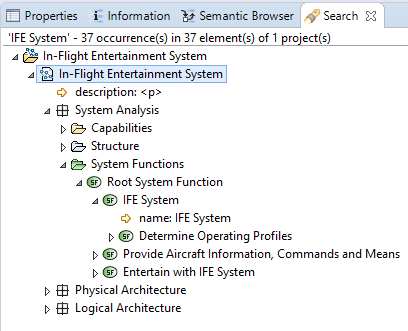 Properties Information Semantic Browser Search
'IFE System' - 37 occurrence(s) in 37 element(s) of 1 project(s)
In-Flight Entertainment System
In-Flight Entertainment System
description: <p>
System Analysis
Capabilities
Structure
System Functions
SF Root System Function
SF IFE System
name: IFE System
SF Determine Operating Profiles
SF Provide Aircraft Information, Commands and Means
SF Entertain with IFE System
Physical Architecture
Logical Architecture